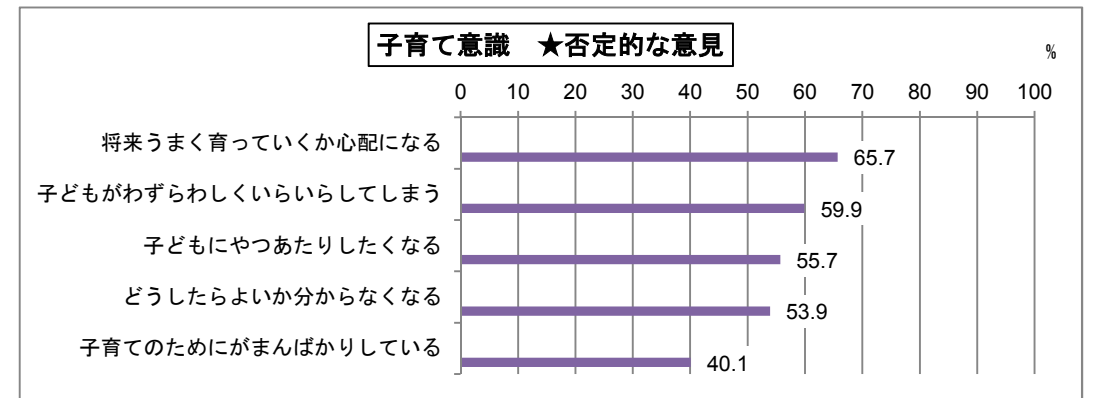 子育て意識　★否定的な意見
%
0 10 20 30 40 50 60 70 80 90 100
将来うまく育っていくか心配になる 65.7
子どもがわずらわしくいらいらしてしまう 59.9
子どもにやつあたりしたくなる 55.7
どうしたらよいか分からなくなる 53.9
子育てのためにがまんばかりしている 40.1